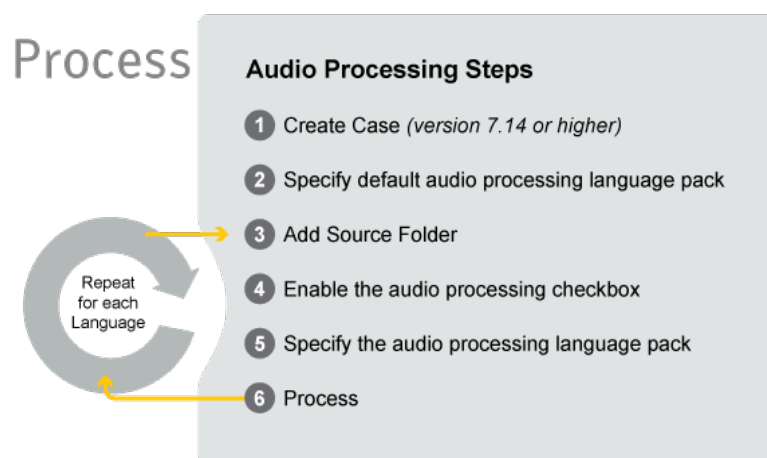 Process
Audio Processing Steps
1 Create Case (version 7.14 or higher)
2 Specify default audio processing language pack
3 Add Source Folder
4 Enable the audio processing checkbox
5 Specify the audio processing language pack
6 Process
Repeat
for each
Language